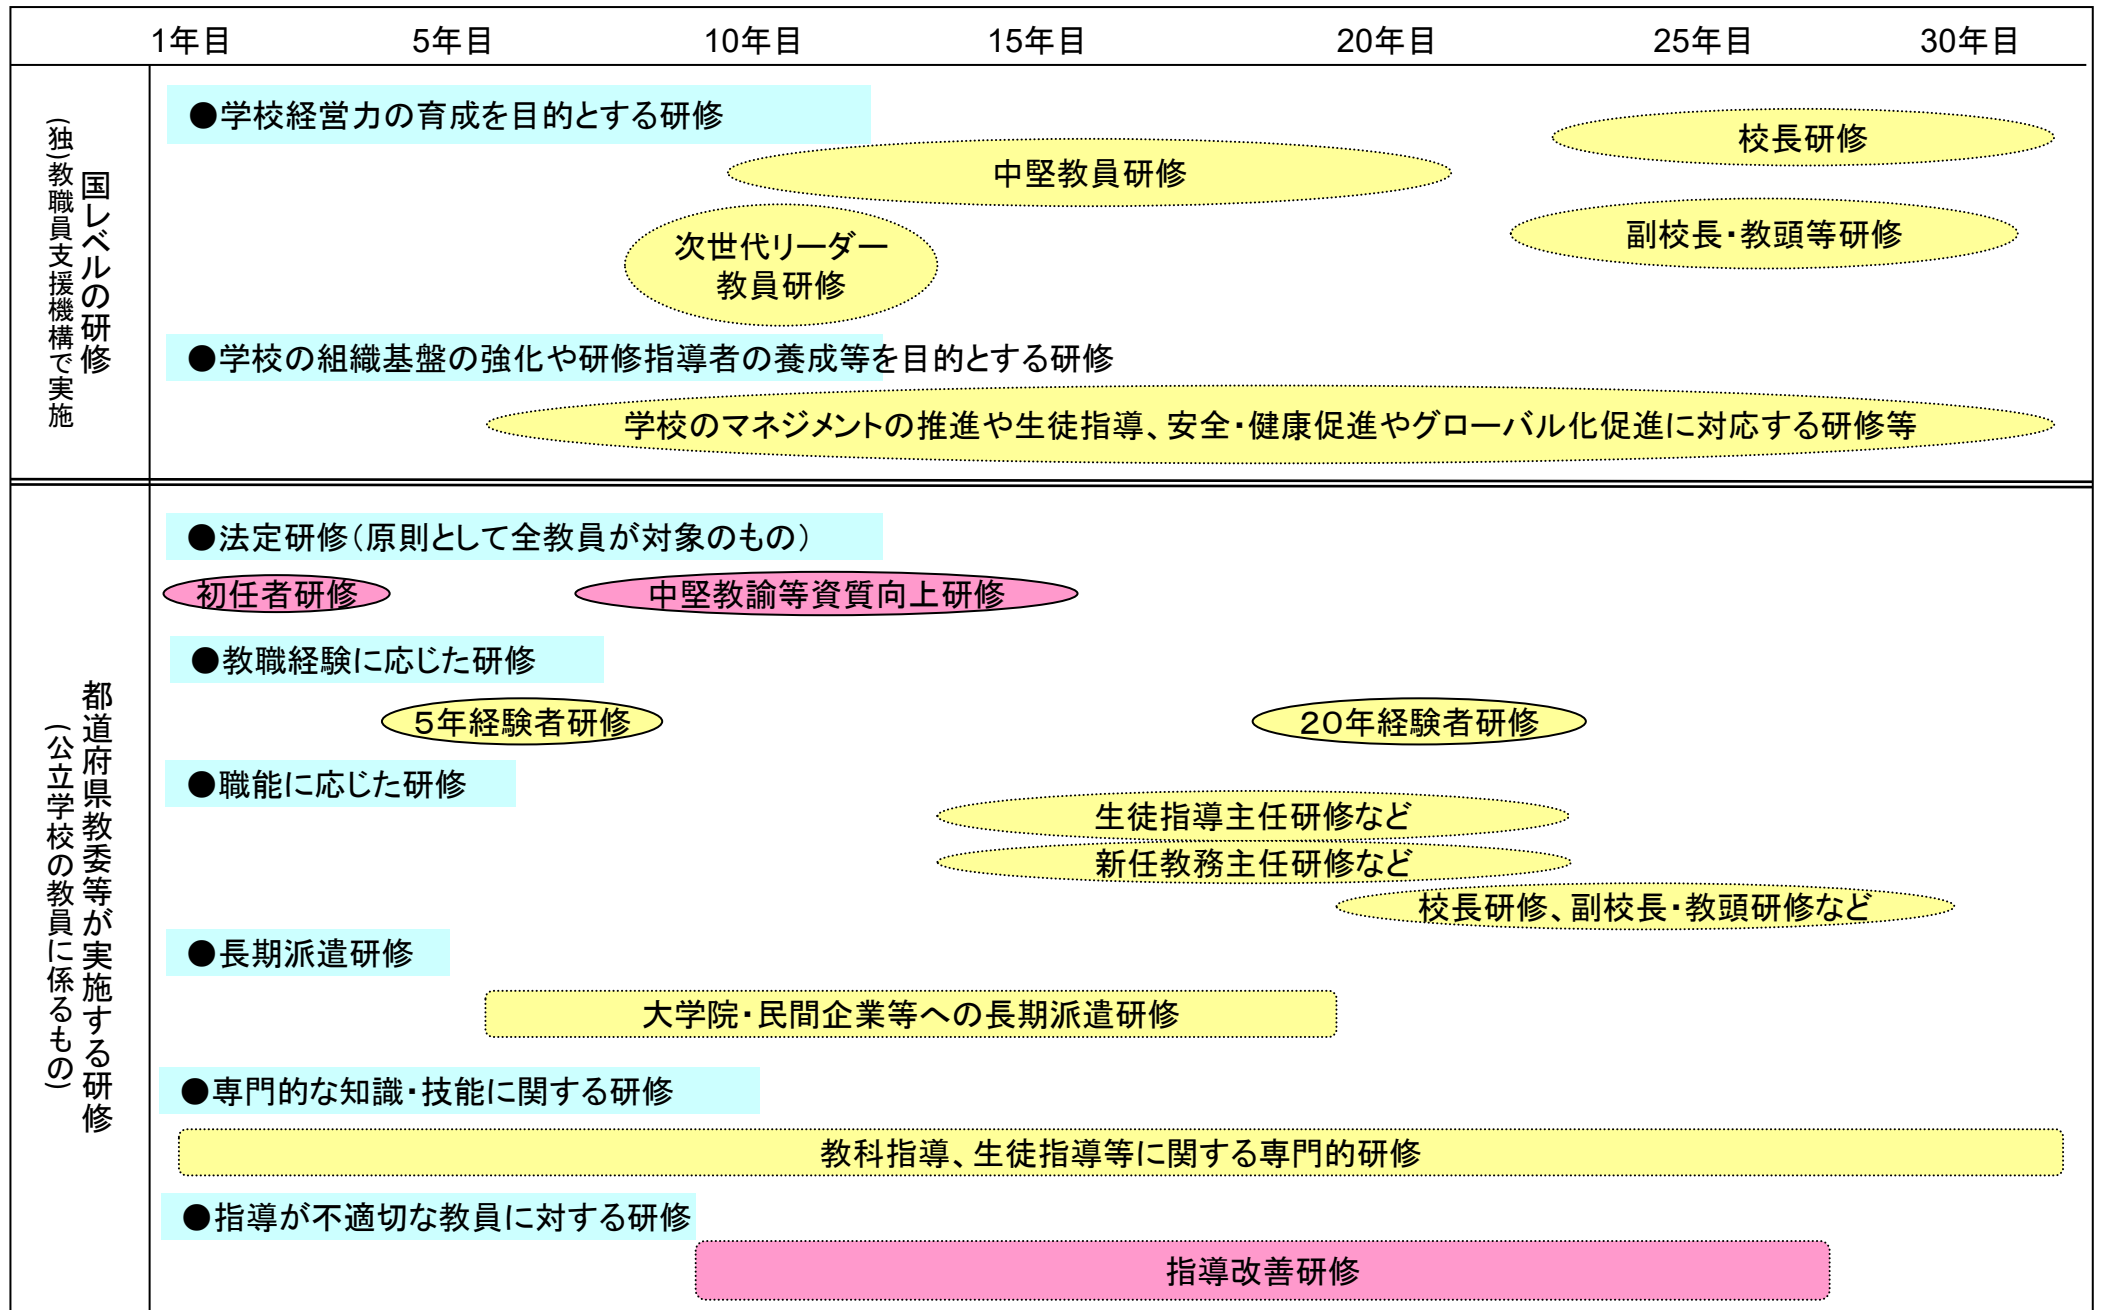 1年目 5年目 10年目 15年目 20年目 25年目 30年目
国レベルの研修
(独)教職員支援機構で実施
●学校経営力の育成を目的とする研修
校長研修
中堅教員研修
副校長・教頭等研修
次世代リーダー
教員研修
●学校の組織基盤の強化や研修指導者の養成等を目的とする研修
学校のマネジメントの推進や生徒指導、安全・健康促進やグローバル化促進に対応する研修等
都道府県教委等が実施する研修
(公立学校の教員に係るもの)
●法定研修(原則として全教員が対象のもの)
初任者研修 中堅教諭等資質向上研修
●教職経験に応じた研修
5年経験者研修 20年経験者研修
●職能に応じた研修
生徒指導主任研修など
新任教務主任研修など
校長研修、副校長・教頭研修など
●長期派遣研修
大学院・民間企業等への長期派遣研修
●専門的な知識・技能に関する研修
教科指導、生徒指導等に関する専門的研修
●指導が不適切な教員に対する研修
指導改善研修